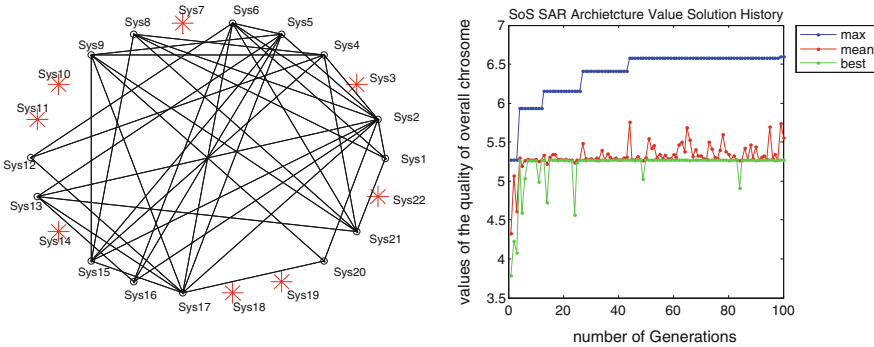 Sys7
Sys8
Sys6
Sys5
Sys9
Sys4
Sys10
Sys3
Sys11
Sys2
Sys12
Sys1
Sys13
Sys22
Sys14
Sys21
Sys15
Sys20
Sys16
Sys17
Sys18
Sys19
SoS SAR Archietcture Value Solution History
values of the quality of overall chrosome
7
6.5
6
5.5
5
4.5
4
3.5
0
20
40
60
80
100
number of Generations
max
mean
best